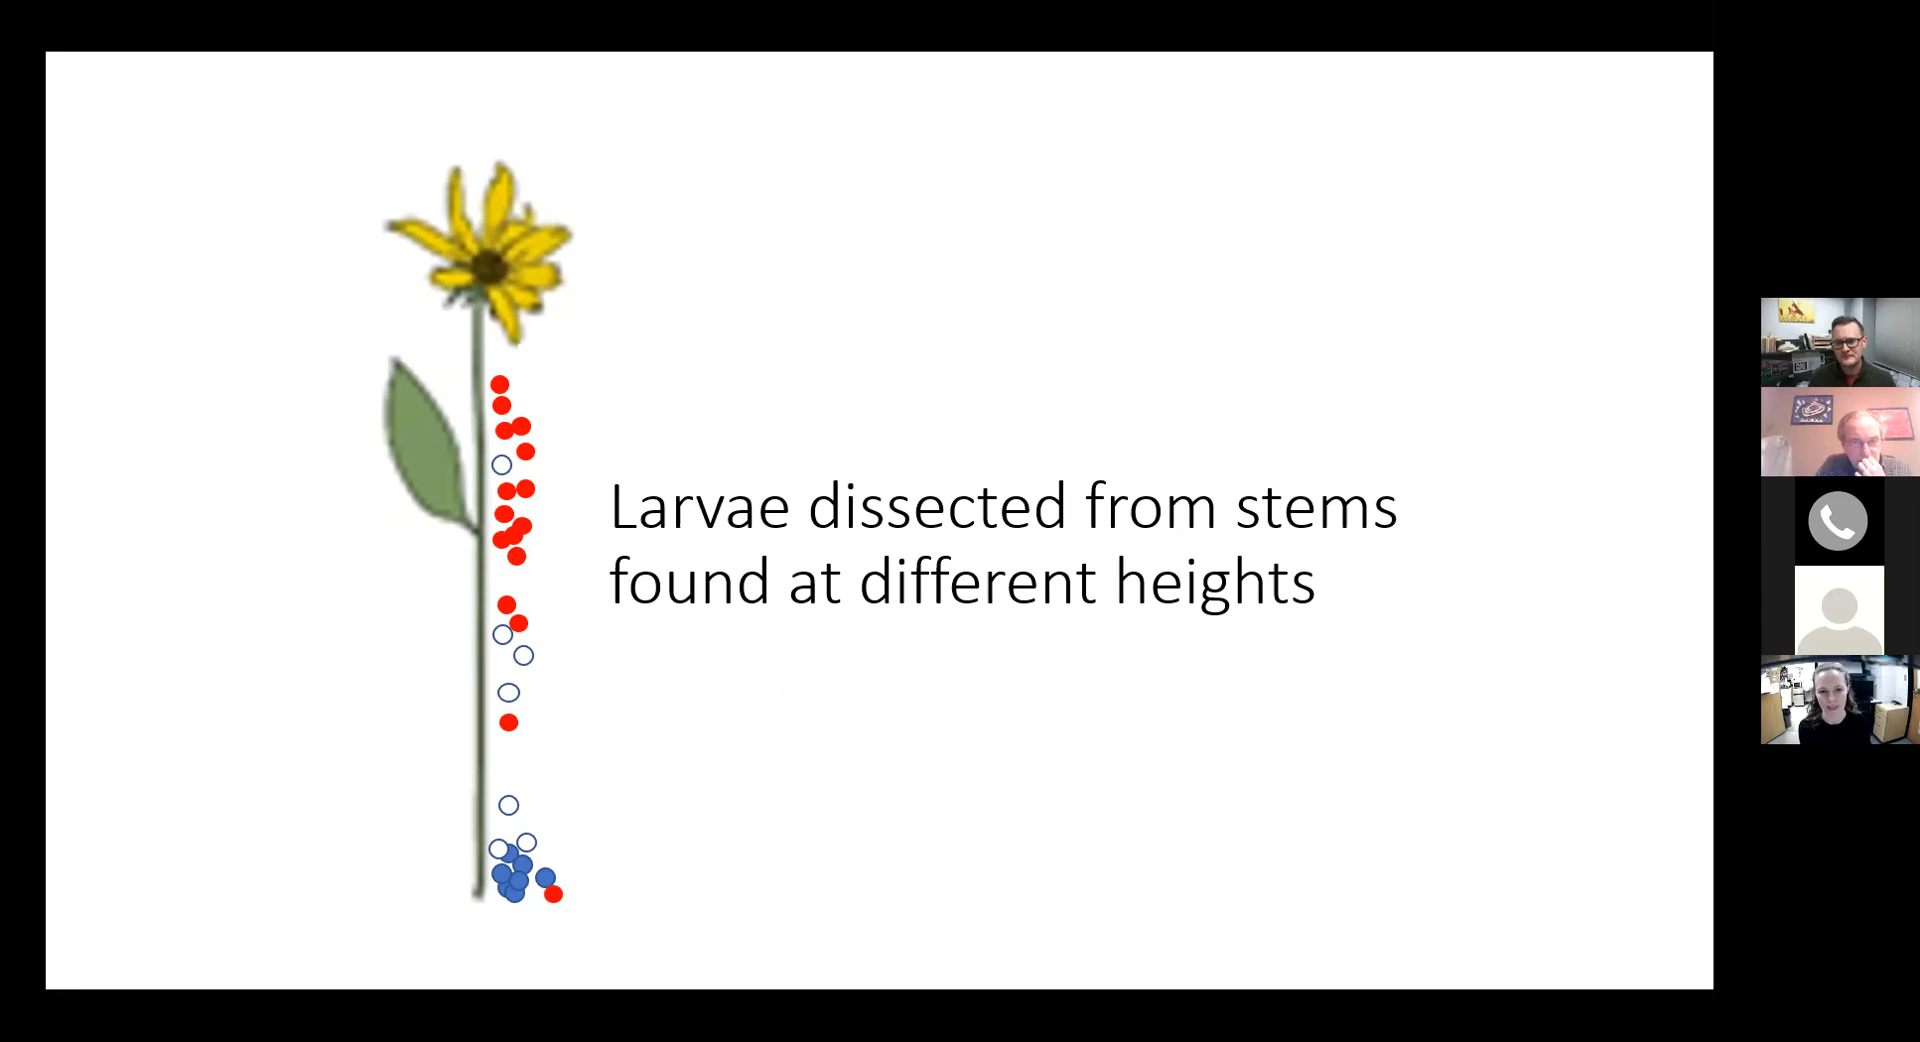 Larvae dissected from stems
found at different heights